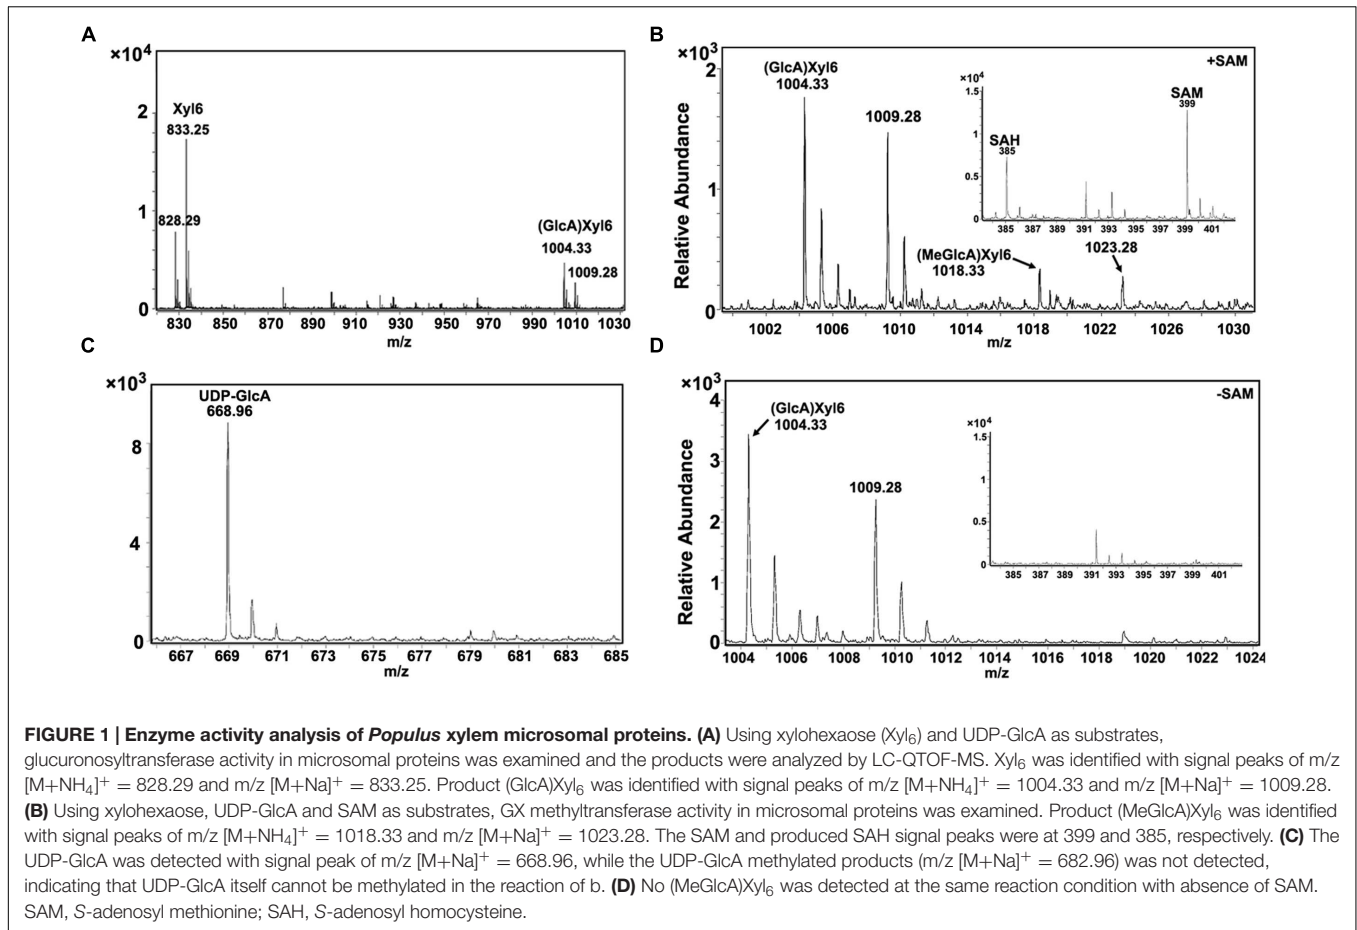 A
×10⁴
2
1
0
Xyl6
833.25
828.29
(GlcA)Xyl6
1004.33
1009.28
830 850 870 890 910 930 950 970 990 1010 1030
m/z
B
×10³
2
1
0
Relative Abundance
+SAM
(GlcA)Xyl6
1004.33
1009.28
(MeGlcA)Xyl6
1018.33
1023.28
×10⁴
1.5
1
0.5
0
SAH
385
SAM
399
385 387 389 391 393 395 397 399 401
1002 1006 1010 1014 1018 1022 1026 1030
m/z
C
×10³
8
4
0
UDP-GlcA
668.96
667 669 671 673 675 677 679 681 683 685
m/z
D
×10³
4
3
2
1
0
Relative Abundance
-SAM
(GlcA)Xyl6
1004.33
1009.28
×10⁴
1.5
1
0.5
0
385 387 389 391 393 395 397 399 401
1004 1006 1008 1010 1012 1014 1016 1018 1020 1022 1024
m/z
FIGURE 1 | Enzyme activity analysis of Populus xylem microsomal proteins. (A) Using xylohexaose (Xyl₆) and UDP-GlcA as substrates,
glucuronosyltransferase activity in microsomal proteins was examined and the products were analyzed by LC-QTOF-MS. Xyl₆ was identified with signal peaks of m/z
[M+NH₄]⁺ = 828.29 and m/z [M+Na]⁺ = 833.25. Product (GlcA)Xyl₆ was identified with signal peaks of m/z [M+NH₄]⁺ = 1004.33 and m/z [M+Na]⁺ = 1009.28.
(B) Using xylohexaose, UDP-GlcA and SAM as substrates, GX methyltransferase activity in microsomal proteins was examined. Product (MeGlcA)Xyl₆ was identified
with signal peaks of m/z [M+NH₄]⁺ = 1018.33 and m/z [M+Na]⁺ = 1023.28. The SAM and produced SAH signal peaks were at 399 and 385, respectively. (C) The
UDP-GlcA was detected with signal peak of m/z [M+Na]⁺ = 668.96, while the UDP-GlcA methylated products (m/z [M+Na]⁺ = 682.96) was not detected,
indicating that UDP-GlcA itself cannot be methylated in the reaction of b. (D) No (MeGlcA)Xyl₆ was detected at the same reaction condition with absence of SAM.
SAM, S-adenosyl methionine; SAH, S-adenosyl homocysteine.